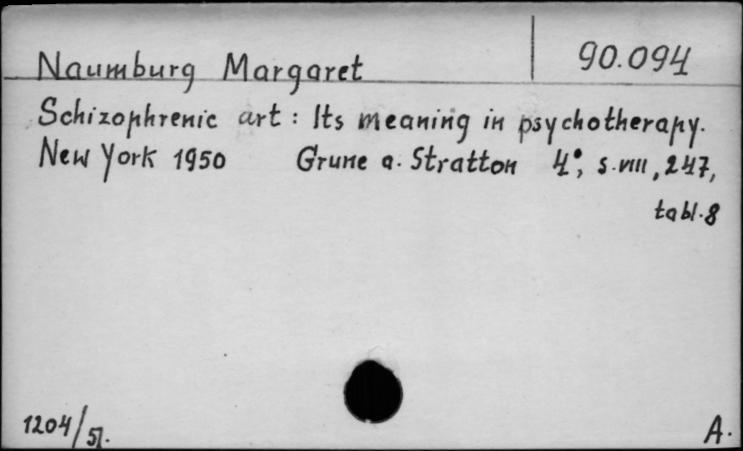 Naumburg Margaret 90.094
Schizophrenic art: Its meaning in psychotherapy.
New York 1950 Grune a. Stratton 4°, s. VIII, 247,
tabl. 8
1204/51. A.